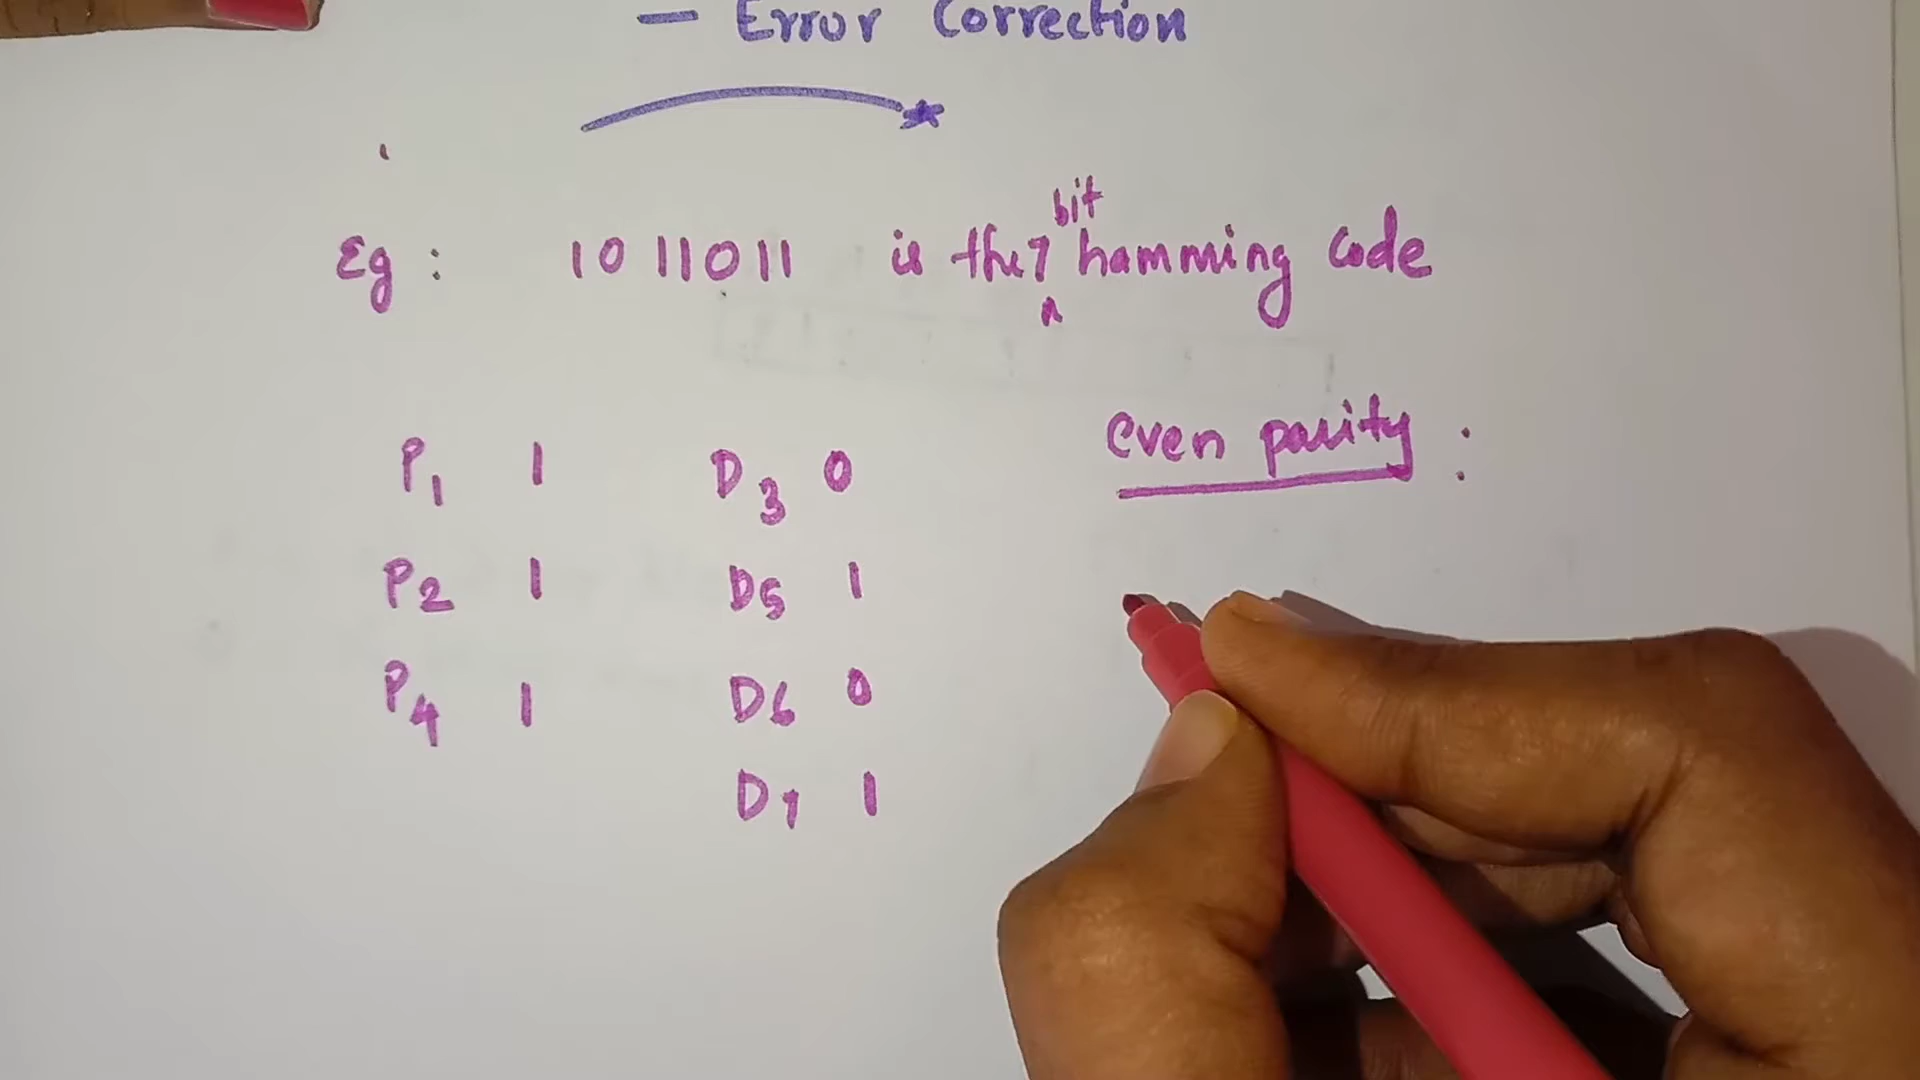 — Error Correction
Eg : 1011011 is the 7 bit hamming code
even parity :
P1 1 D3 0
P2 1 D5 1
P4 1 D6 0
D7 1